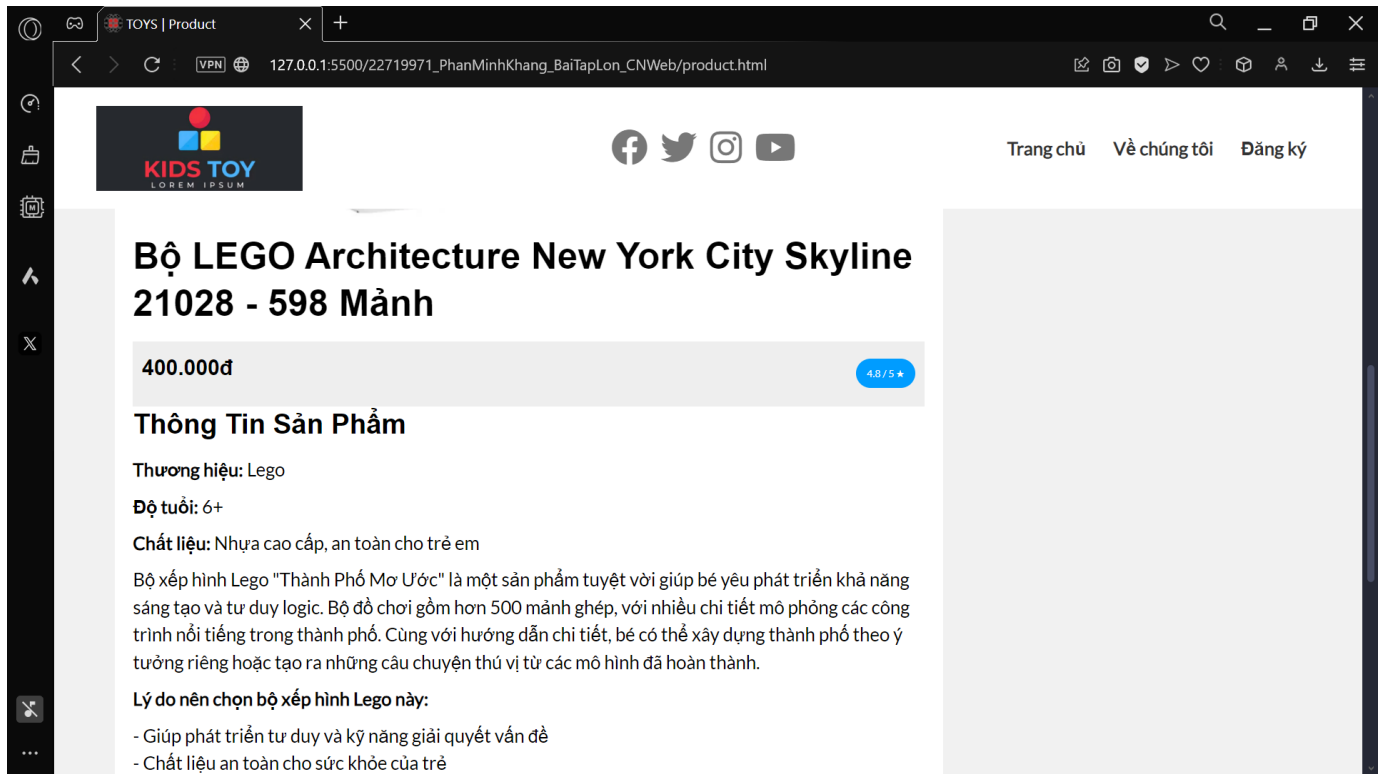 TOYS | Product
VPN
127.0.0.1:5500/22719971_PhanMinhKhang_BaiTapLon_CNWeb/product.html
KIDS TOY
LOREM IPSUM
Trang chủ Về chúng tôi Đăng ký
Bộ LEGO Architecture New York City Skyline
21028 - 598 Mảnh
400.000đ
4.8 / 5 ★
Thông Tin Sản Phẩm
Thương hiệu: Lego
Độ tuổi: 6+
Chất liệu: Nhựa cao cấp, an toàn cho trẻ em
Bộ xếp hình Lego "Thành Phố Mơ Ước" là một sản phẩm tuyệt vời giúp bé yêu phát triển khả năng
sáng tạo và tư duy logic. Bộ đồ chơi gồm hơn 500 mảnh ghép, với nhiều chi tiết mô phỏng các công
trình nổi tiếng trong thành phố. Cùng với hướng dẫn chi tiết, bé có thể xây dựng thành phố theo ý
tưởng riêng hoặc tạo ra những câu chuyện thú vị từ các mô hình đã hoàn thành.
Lý do nên chọn bộ xếp hình Lego này:
- Giúp phát triển tư duy và kỹ năng giải quyết vấn đề
- Chất liệu an toàn cho sức khỏe của trẻ